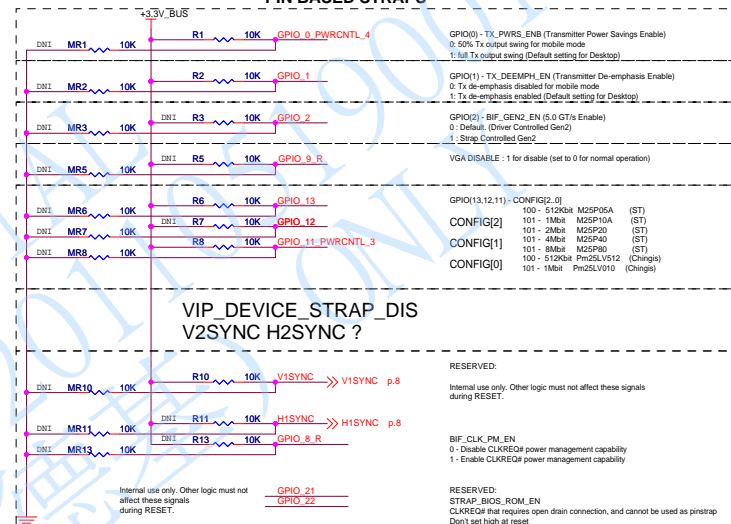 PIN BASED STRAPS
+3.3V_BUS
R1 10K GPIO_0_PWRCNTL_4
DNI MR1 10K
GPIO(0) - TX_PWRS_ENB (Transmitter Power Savings Enable)
0: 50% Tx output swing for mobile mode
1: full Tx output swing (Default setting for Desktop)
R2 10K GPIO_1
DNI MR2 10K
GPIO(1) - TX_DEEMPH_EN (Transmitter De-emphasis Enable)
0: Tx de-emphasis disabled for mobile mode
1: Tx de-emphasis enabled (Default setting for Desktop)
DNI R3 10K GPIO_2
MR3 10K
GPIO(2) - BIF_GEN2_EN (5.0 GT/s Enable)
0 : Default. (Driver Controlled Gen2)
1 : Strap Controlled Gen2
DNI R5 10K GPIO_9_R
MR5 10K
VGA DISABLE : 1 for disable (set to 0 for normal operation)
R6 10K GPIO_13
DNI MR6 10K
DNI R7 10K GPIO_12
MR7 10K
R8 10K GPIO_11_PWRCNTL_3
DNI MR8 10K
GPIO(13,12,11) - CONFIG[2..0]
CONFIG[2]
CONFIG[1]
CONFIG[0]
100 - 512Kbit M25P05A (ST)
101 - 1Mbit M25P10A (ST)
101 - 2Mbit M25P20 (ST)
101 - 4Mbit M25P40 (ST)
101 - 8Mbit M25P80 (ST)
100 - 512Kbit Pm25LV512 (Chingis)
101 - 1Mbit Pm25LV010 (Chingis)
VIP_DEVICE_STRAP_DIS
V2SYNC H2SYNC ?
R10 10K V1SYNC V1SYNC p.8
DNI MR10 10K
RESERVED:
Internal use only. Other logic must not affect these signals
during RESET.
DNI R11 10K H1SYNC H1SYNC p.8
MR11 10K
DNI R13 10K GPIO_8_R
DNI MR13 10K
BIF_CLK_PM_EN
0 - Disable CLKREQ# power management capability
1 - Enable CLKREQ# power management capability
Internal use only. Other logic must not
affect these signals
during RESET.
GPIO_21
GPIO_22
RESERVED:
STRAP_BIOS_ROM_EN
CLKREQ# that requires open drain connection, and cannot be used as pinstrap
Don't set high at reset